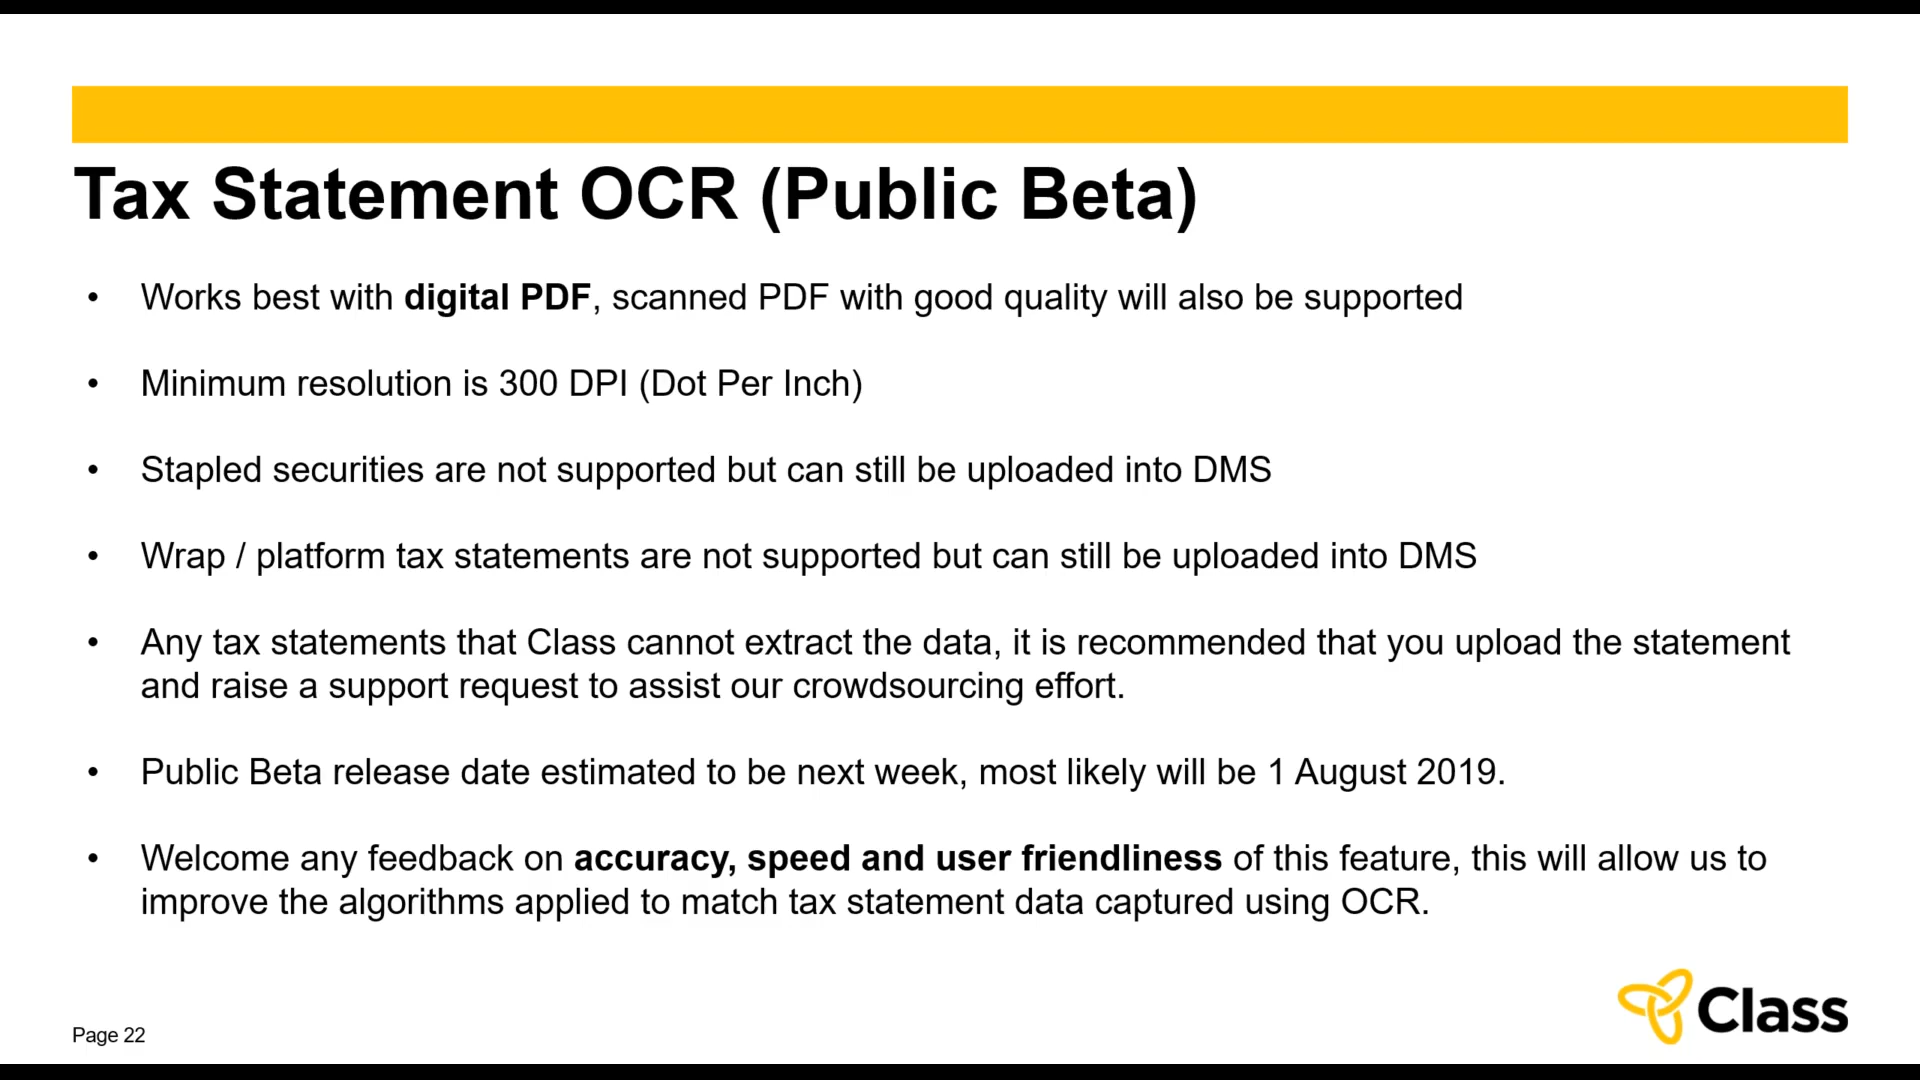 Tax Statement OCR (Public Beta)
• Works best with digital PDF, scanned PDF with good quality will also be supported
• Minimum resolution is 300 DPI (Dot Per Inch)
• Stapled securities are not supported but can still be uploaded into DMS
• Wrap / platform tax statements are not supported but can still be uploaded into DMS
• Any tax statements that Class cannot extract the data, it is recommended that you upload the statement
and raise a support request to assist our crowdsourcing effort.
• Public Beta release date estimated to be next week, most likely will be 1 August 2019.
• Welcome any feedback on accuracy, speed and user friendliness of this feature, this will allow us to
improve the algorithms applied to match tax statement data captured using OCR.
Class
Page 22